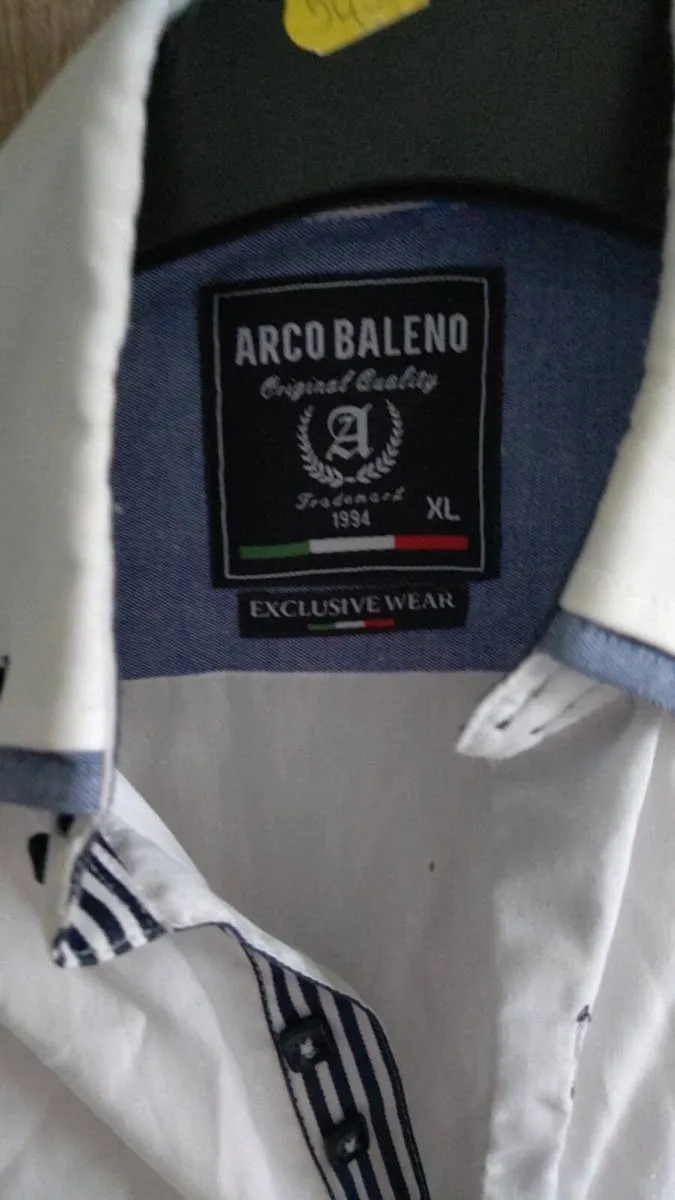 ARCO BALENO
Original Quality
A
Trademark
1994
XL
EXCLUSIVE WEAR